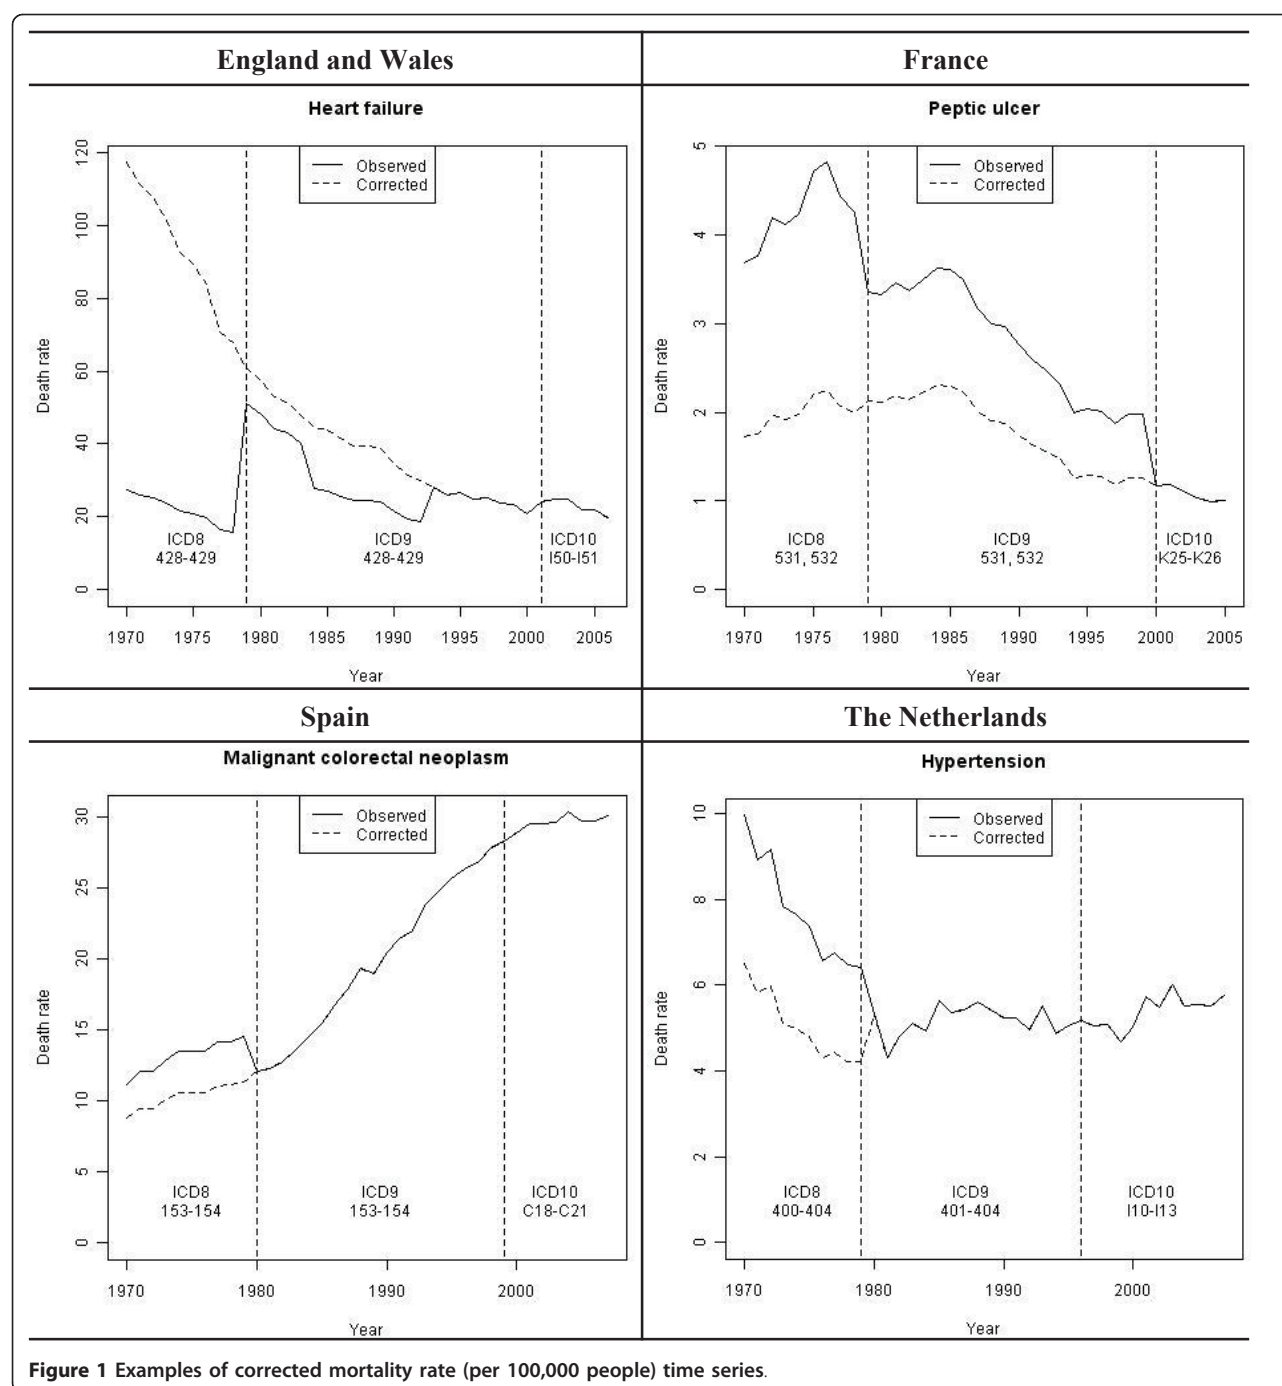 England and Wales
France
Heart failure
Observed
Corrected
Death rate
0
20
40
60
80
100
120
ICD8
428-429
ICD9
428-429
ICD10
I50-I51
1970
1975
1980
1985
1990
1995
2000
2005
Year
Peptic ulcer
Observed
Corrected
Death rate
0
1
2
3
4
5
ICD8
531, 532
ICD9
531, 532
ICD10
K25-K26
1970
1975
1980
1985
1990
1995
2000
2005
Year
Spain
The Netherlands
Malignant colorectal neoplasm
Observed
Corrected
Death rate
0
5
10
15
20
25
30
ICD8
153-154
ICD9
153-154
ICD10
C18-C21
1970
1980
1990
2000
Year
Hypertension
Observed
Corrected
Death rate
0
2
4
6
8
10
ICD8
400-404
ICD9
401-404
ICD10
I10-I13
1970
1980
1990
2000
Year
Figure 1 Examples of corrected mortality rate (per 100,000 people) time series.